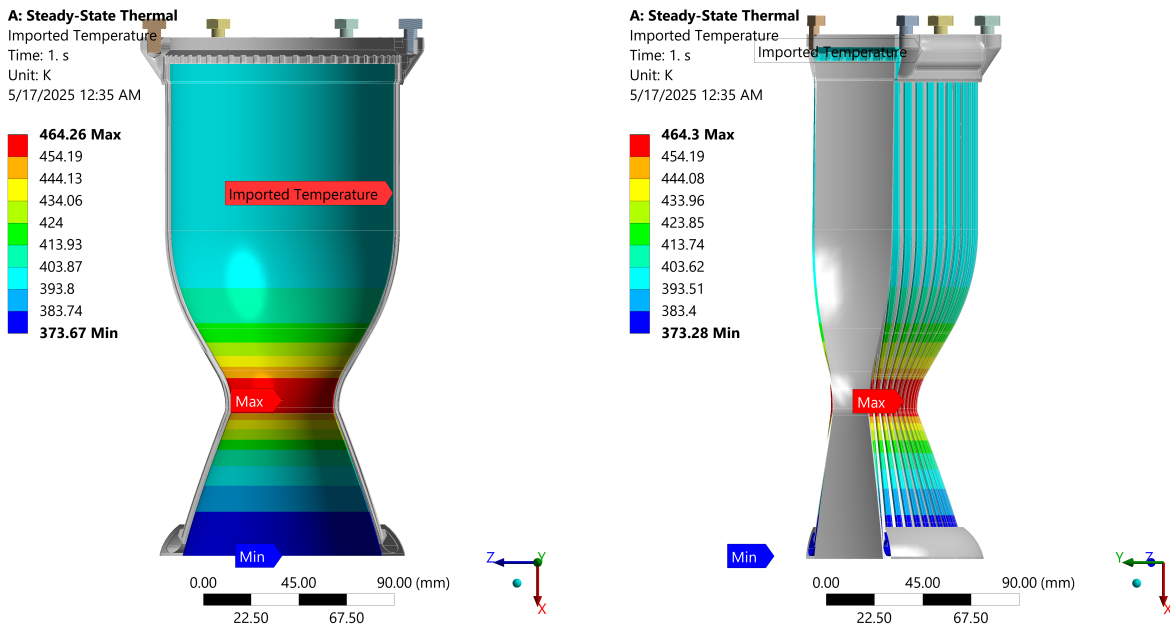 A: Steady-State Thermal
Imported Temperature
Time: 1. s
Unit: K
5/17/2025 12:35 AM
464.26 Max
454.19
444.13
434.06
424
413.93
403.87
393.8
383.74
373.67 Min
Imported Temperature
Max
Min
0.00 45.00 90.00 (mm)
22.50 67.50
Z Y
X
A: Steady-State Thermal
Imported Temperature
Time: 1. s
Unit: K
5/17/2025 12:35 AM
Imported Temperature
464.3 Max
454.19
444.08
433.96
423.85
413.74
403.62
393.51
383.4
373.28 Min
Max
Min
0.00 45.00 90.00 (mm)
22.50 67.50
Y Z
X